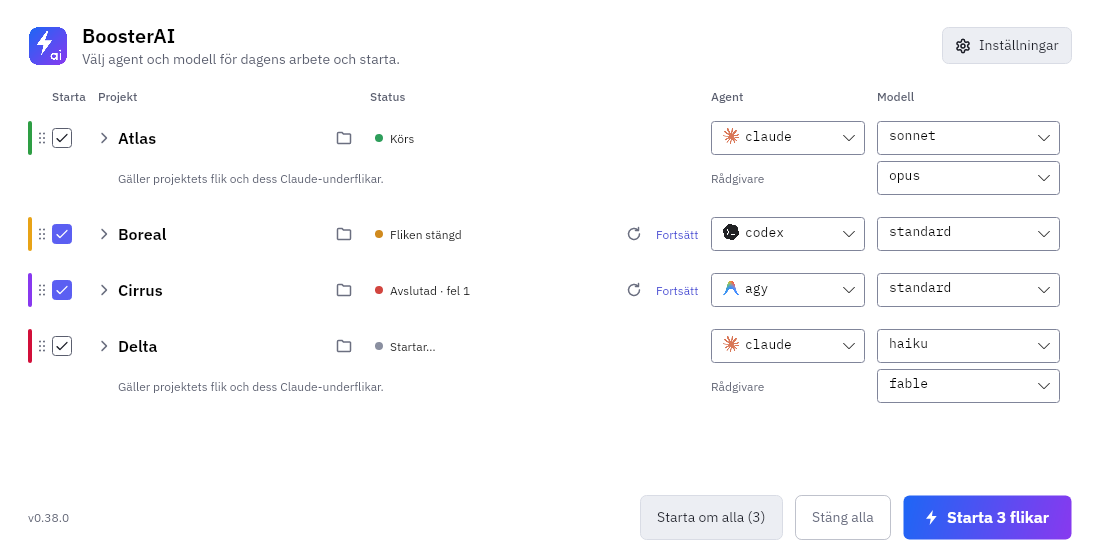 ai
BoosterAI
Välj agent och modell för dagens arbete och starta.
Inställningar
Starta Projekt Status Agent Modell
Atlas Körs claude sonnet
Gäller projektets flik och dess Claude-underflikar. Rådgivare opus
Boreal Fliken stängd Fortsätt codex standard
Cirrus Avslutad · fel 1 Fortsätt agy standard
Delta Startar... claude haiku
Gäller projektets flik och dess Claude-underflikar. Rådgivare fable
v0.38.0 Starta om alla (3) Stäng alla Starta 3 flikar